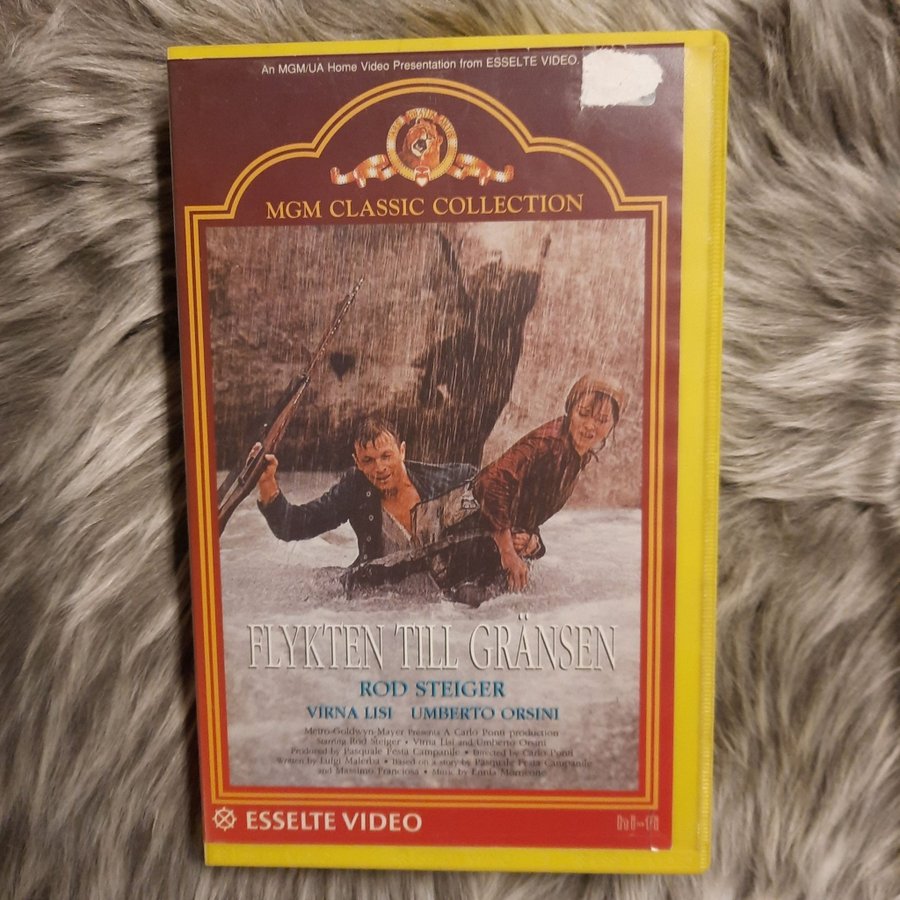 An MGM/UA Home Video Presentation from ESSELTE VIDEO.
MGM CLASSIC COLLECTION
FLYKTEN TILL GRÄNSEN
ROD STEIGER
VIRNA LISI UMBERTO ORSINI
Metro-Goldwyn-Mayer Presents A Carlo Ponti production
Starring Rod Steiger • Virna Lisi and Umberto Orsini
Produced by Pasquale Festa Campanile • Directed by Carlo Ponti
Written by Luigi Malerba • Based on a story by Pasquale Festa Campanile
and Massimo Franciosa • Music by Ennia Morricone
ESSELTE VIDEO
hi-fi